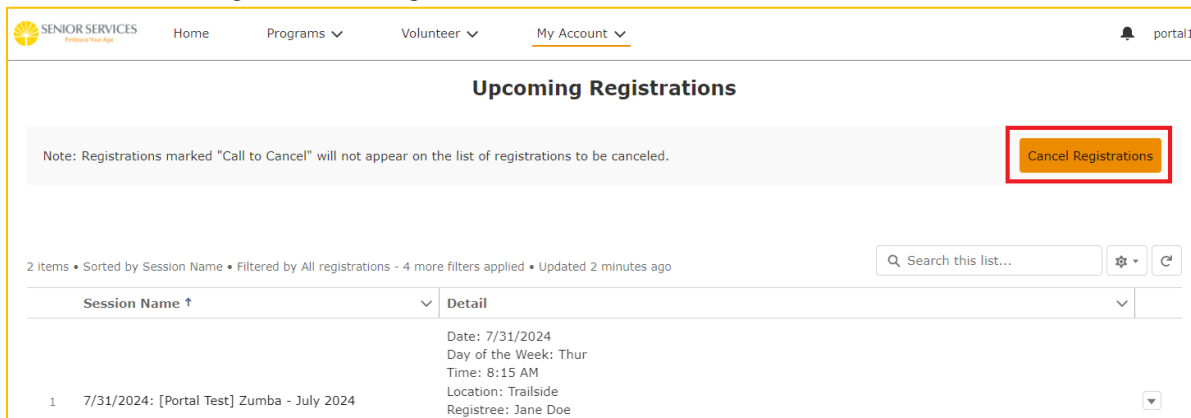 SENIOR SERVICES
Embrace Your Age
Home Programs Volunteer My Account portal1
Upcoming Registrations
Note: Registrations marked "Call to Cancel" will not appear on the list of registrations to be canceled.
Cancel Registrations
2 items • Sorted by Session Name • Filtered by All registrations - 4 more filters applied • Updated 2 minutes ago
Search this list...
Session Name ↑ Detail
Date: 7/31/2024
Day of the Week: Thur
Time: 8:15 AM
Location: Trailside
1 7/31/2024: [Portal Test] Zumba - July 2024
Registree: Jane Doe